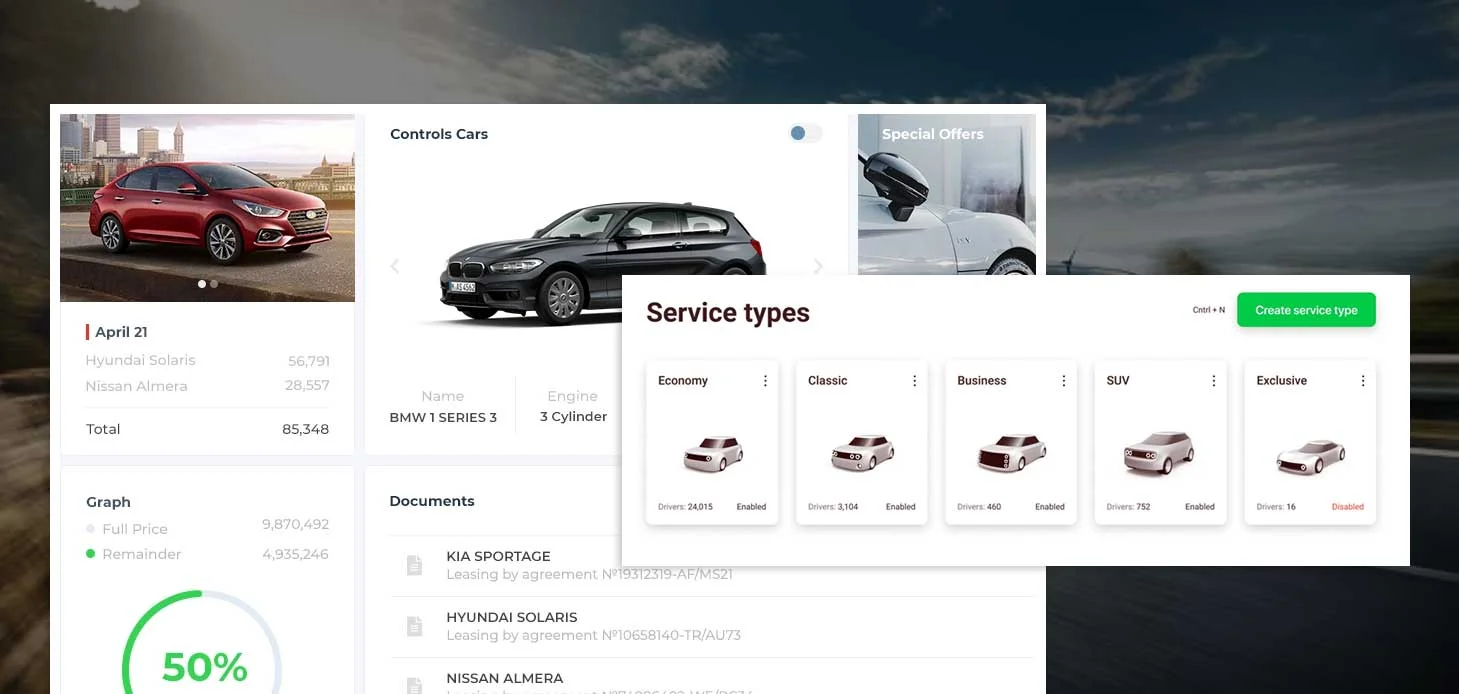 Controls Cars
Special Offers
April 21
Hyundai Solaris 56,791
Nissan Almera 28,557
Total 85,348
Name
BMW 1 SERIES 3
Engine
3 Cylinder
Service types
Cntrl + N
Create service type
Economy
Drivers: 24,015 Enabled
Classic
Drivers: 3,104 Enabled
Business
Drivers: 460 Enabled
SUV
Drivers: 752 Enabled
Exclusive
Drivers: 16 Disabled
Graph
Full Price 9,870,492
Remainder 4,935,246
50%
Documents
KIA SPORTAGE
Leasing by agreement №19312319-AF/MS21
HYUNDAI SOLARIS
Leasing by agreement №10658140-TR/AU73
NISSAN ALMERA
Leasing by agreement